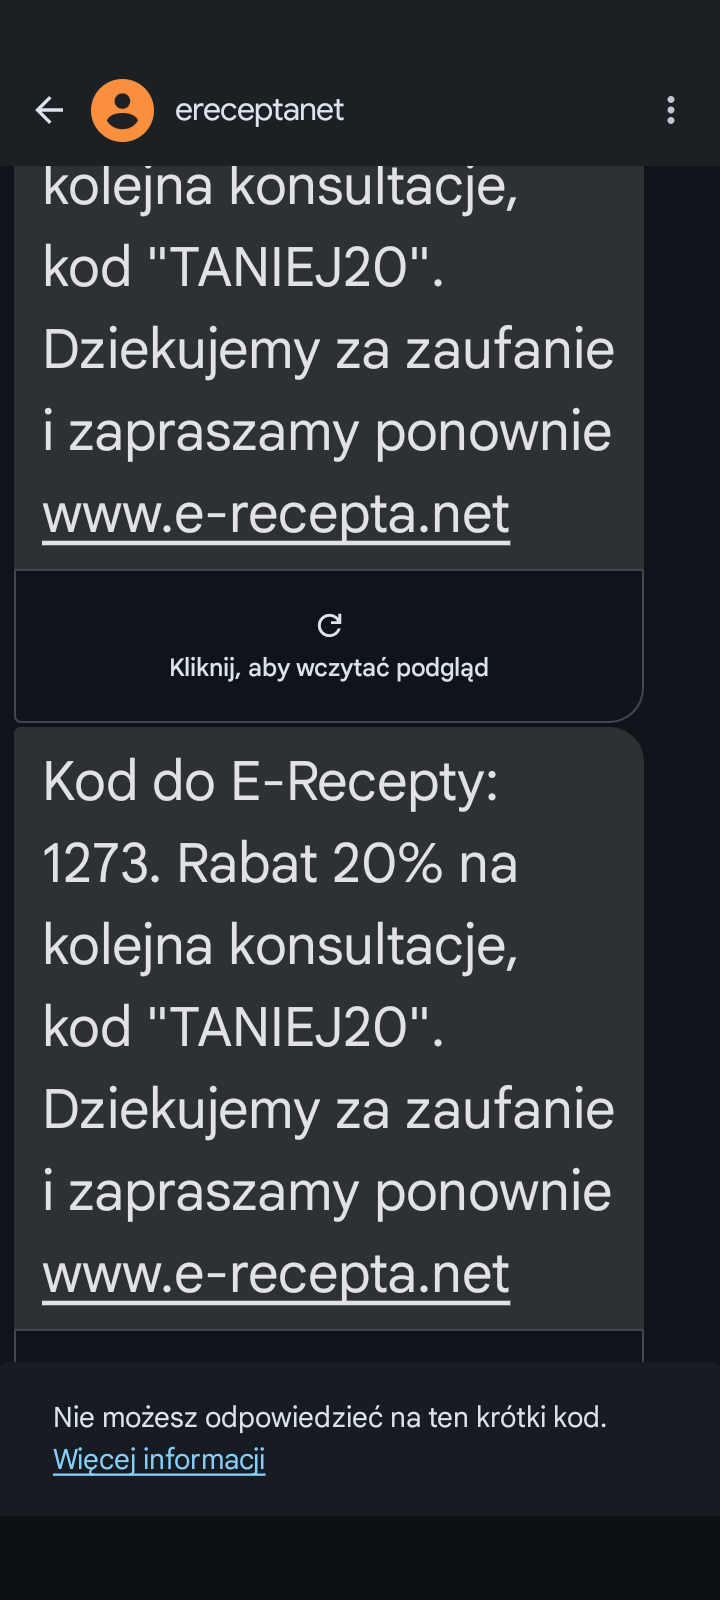 ereceptanet
kolejna konsultacje,
kod "TANIEJ20".
Dziekujemy za zaufanie
i zapraszamy ponownie
www.e-recepta.net
Kliknij, aby wczytać podgląd
Kod do E-Recepty:
1273. Rabat 20% na
kolejna konsultacje,
kod "TANIEJ20".
Dziekujemy za zaufanie
i zapraszamy ponownie
www.e-recepta.net
Nie możesz odpowiedzieć na ten krótki kod.
Więcej informacji